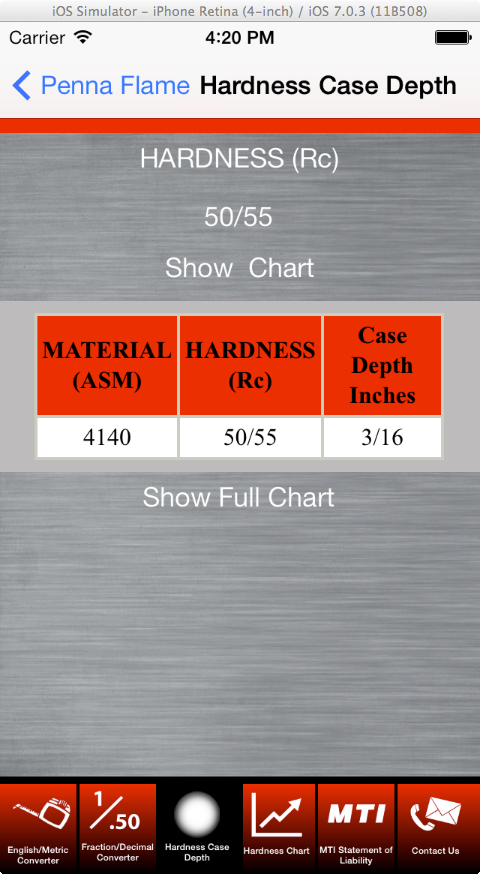 iOS Simulator – iPhone Retina (4-inch) / iOS 7.0.3 (11B508)
Carrier 4:20 PM
Penna Flame Hardness Case Depth
HARDNESS (Rc)
50/55
Show Chart
MATERIAL (ASM) HARDNESS (Rc) Case Depth Inches
4140 50/55 3/16
Show Full Chart
1/.50
MTI
English/Metric Converter
Fraction/Decimal Converter
Hardness Case Depth
Hardness Chart
MTI Statement of Liability
Contact Us